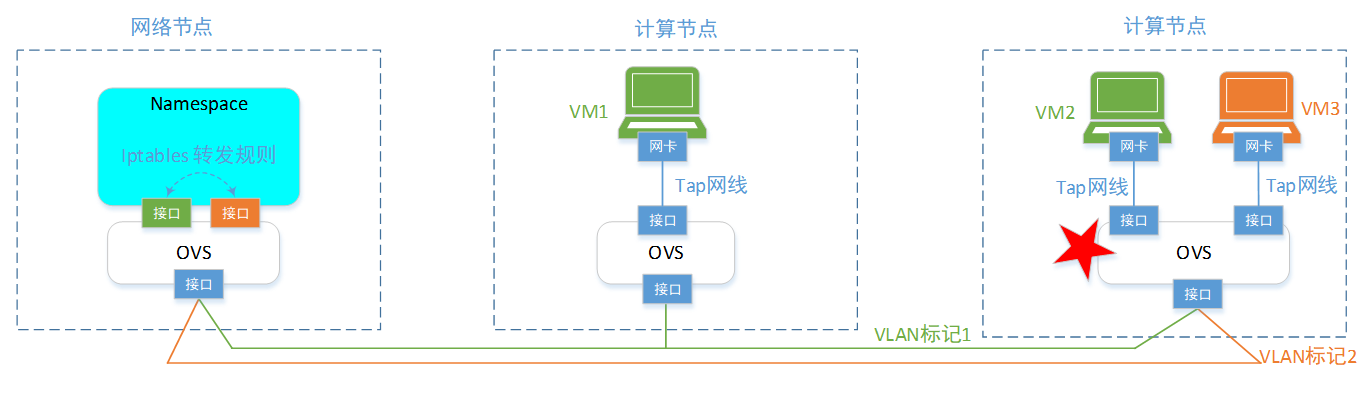 网络节点
计算节点
计算节点
Namespace
Iptables 转发规则
接口
接口
OVS
接口
VM1
网卡
Tap网线
接口
OVS
接口
VM2
VM3
网卡
网卡
Tap网线
Tap网线
接口
接口
OVS
接口
VLAN标记1
VLAN标记2